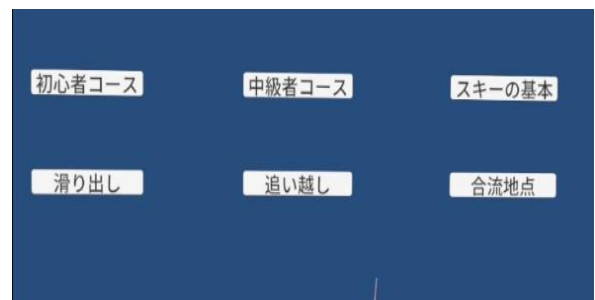 初心者コース
中級者コース
スキーの基本
滑り出し
追い越し
合流地点